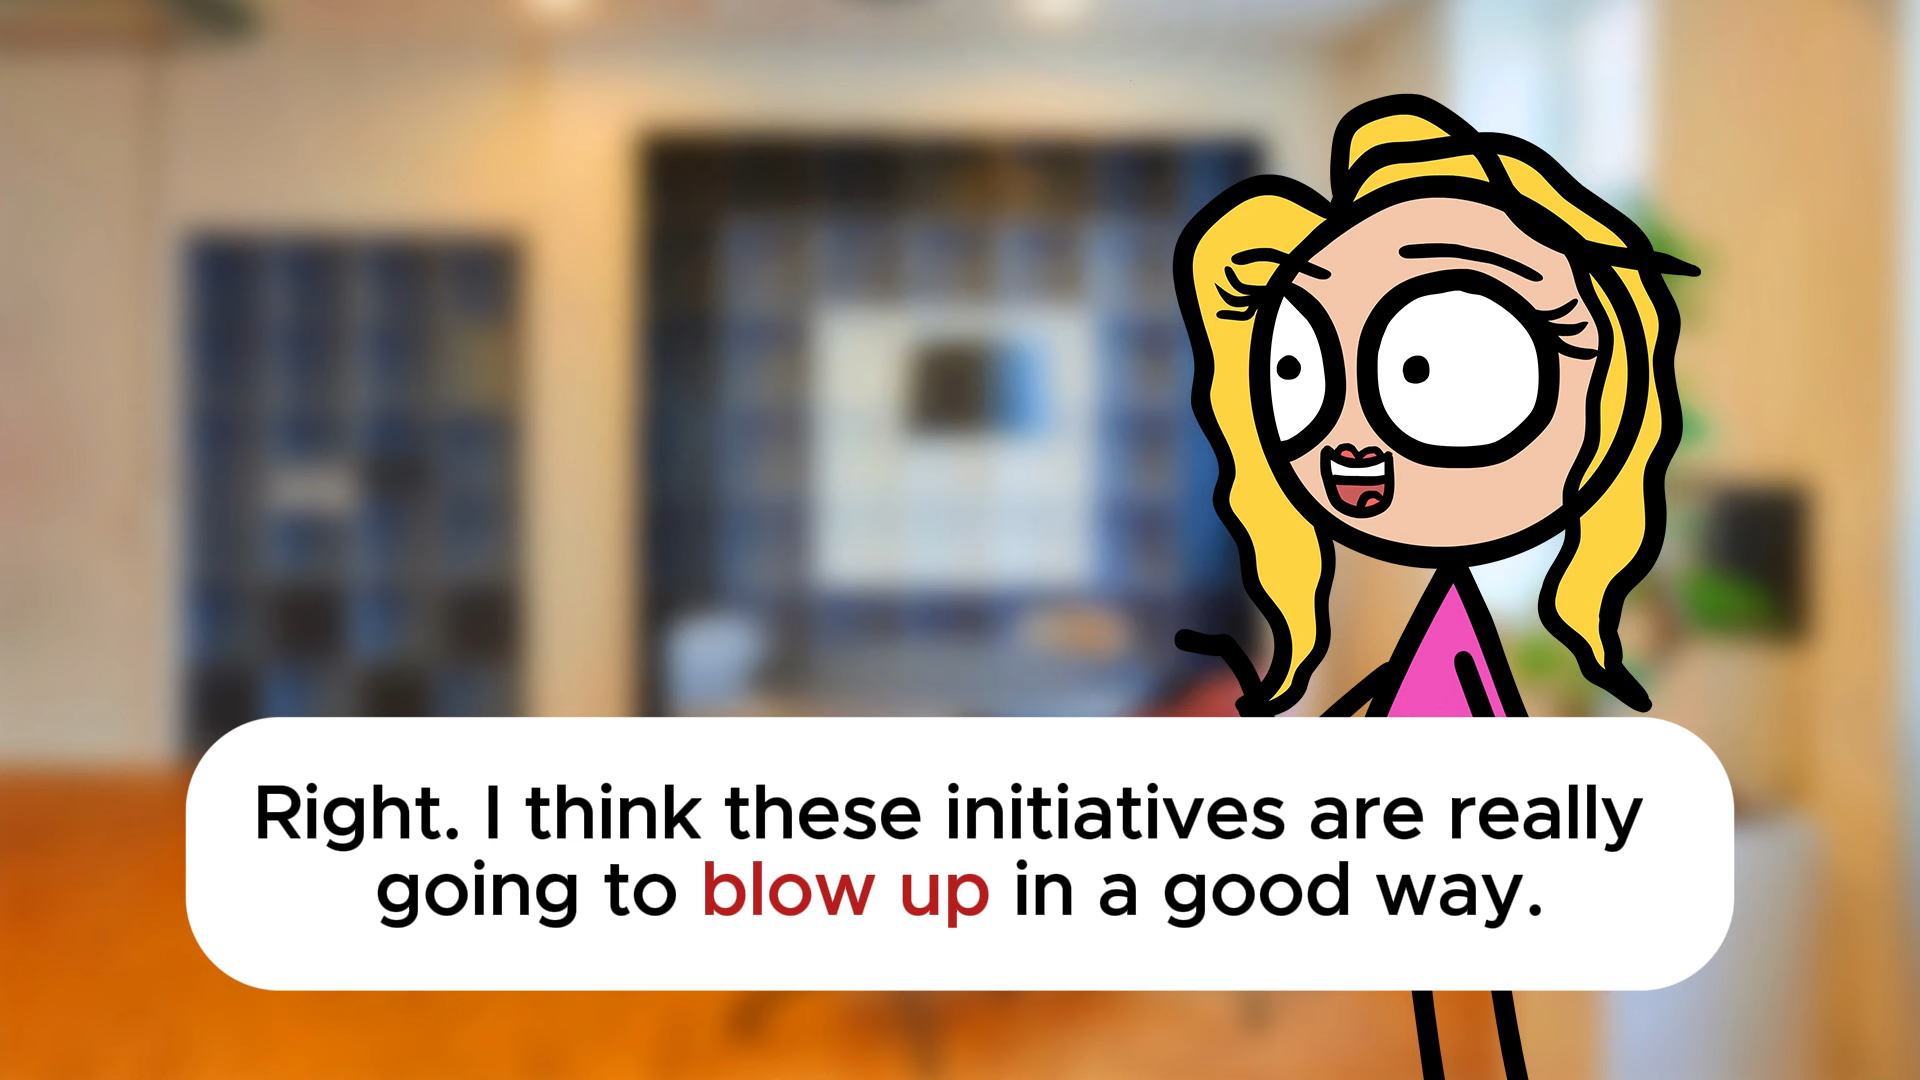 Right. I think these initiatives are really
going to blow up in a good way.